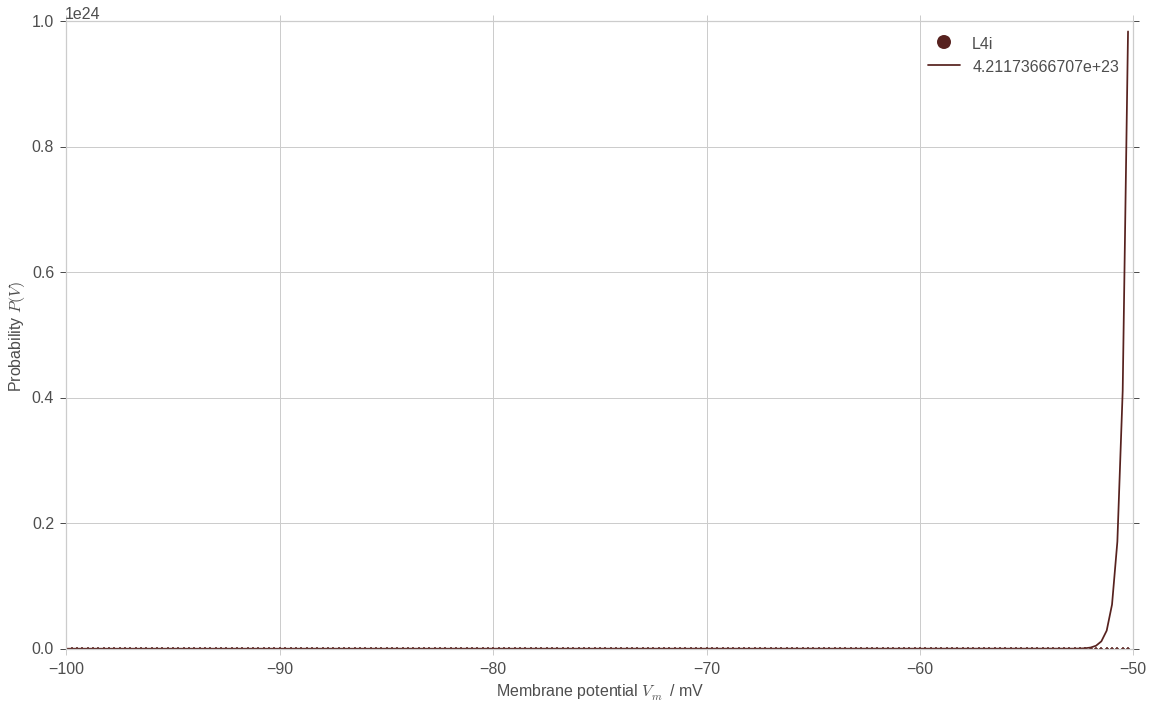 1e24
1.0
0.8
0.6
0.4
0.2
0.0
Probability P(V)
L4i
4.21173666707e+23
−100 −90 −80 −70 −60 −50
Membrane potential Vm / mV